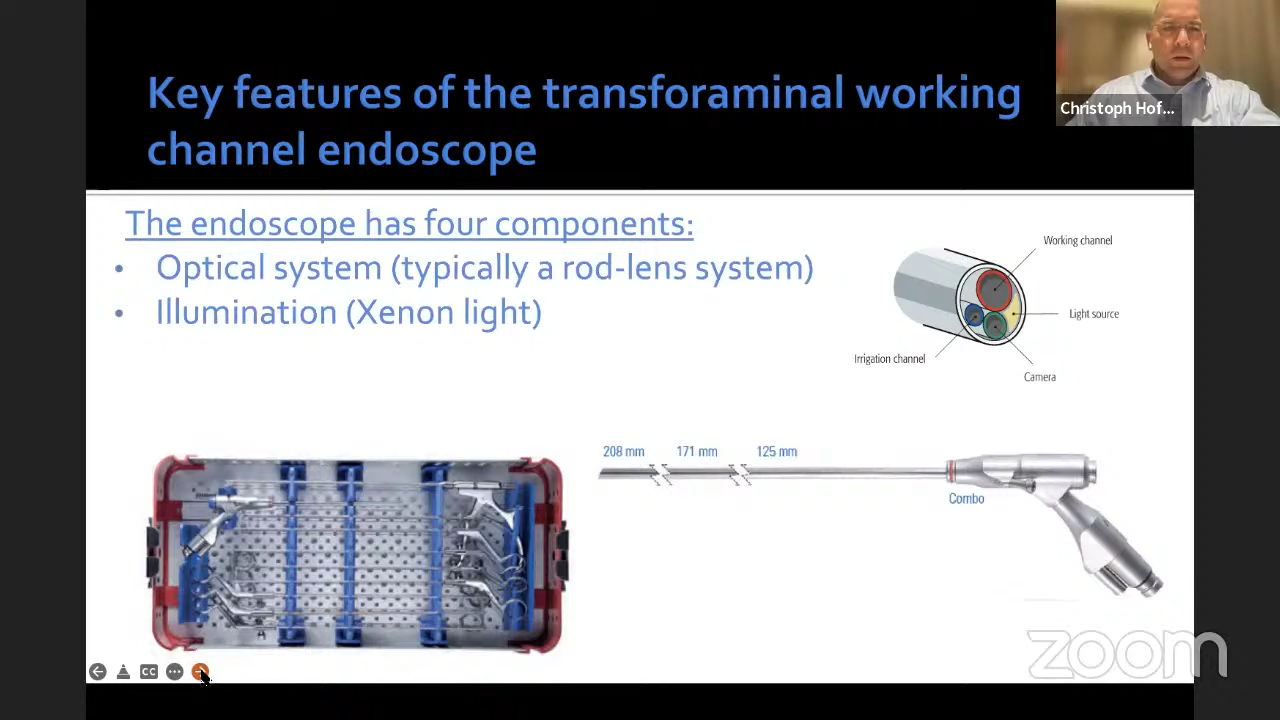 Key features of the transforaminal working
channel endoscope
Christoph Hof...
The endoscope has four components:
• Optical system (typically a rod-lens system)
• Illumination (Xenon light)
Working channel
Light source
Irrigation channel
Camera
208 mm
171 mm
125 mm
Combo
CC
zoom